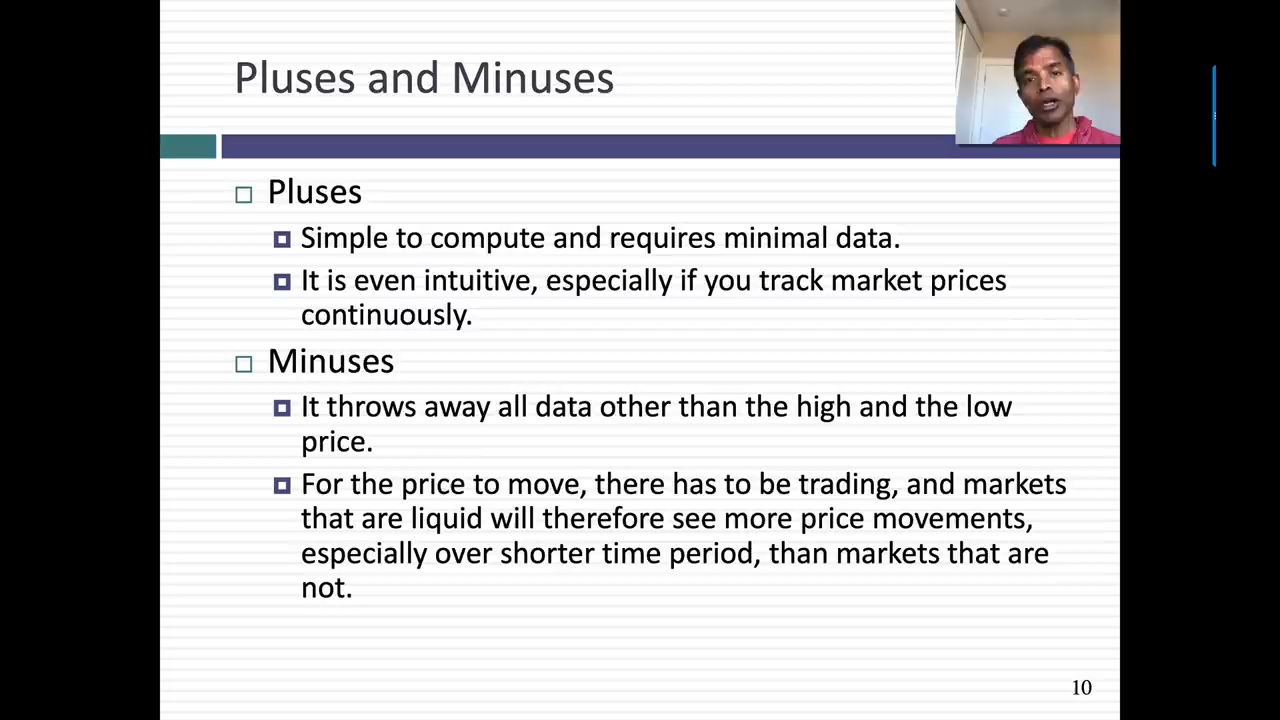 Pluses and Minuses
Pluses
Simple to compute and requires minimal data.
It is even intuitive, especially if you track market prices
continuously.
Minuses
It throws away all data other than the high and the low
price.
For the price to move, there has to be trading, and markets
that are liquid will therefore see more price movements,
especially over shorter time period, than markets that are
not.
10